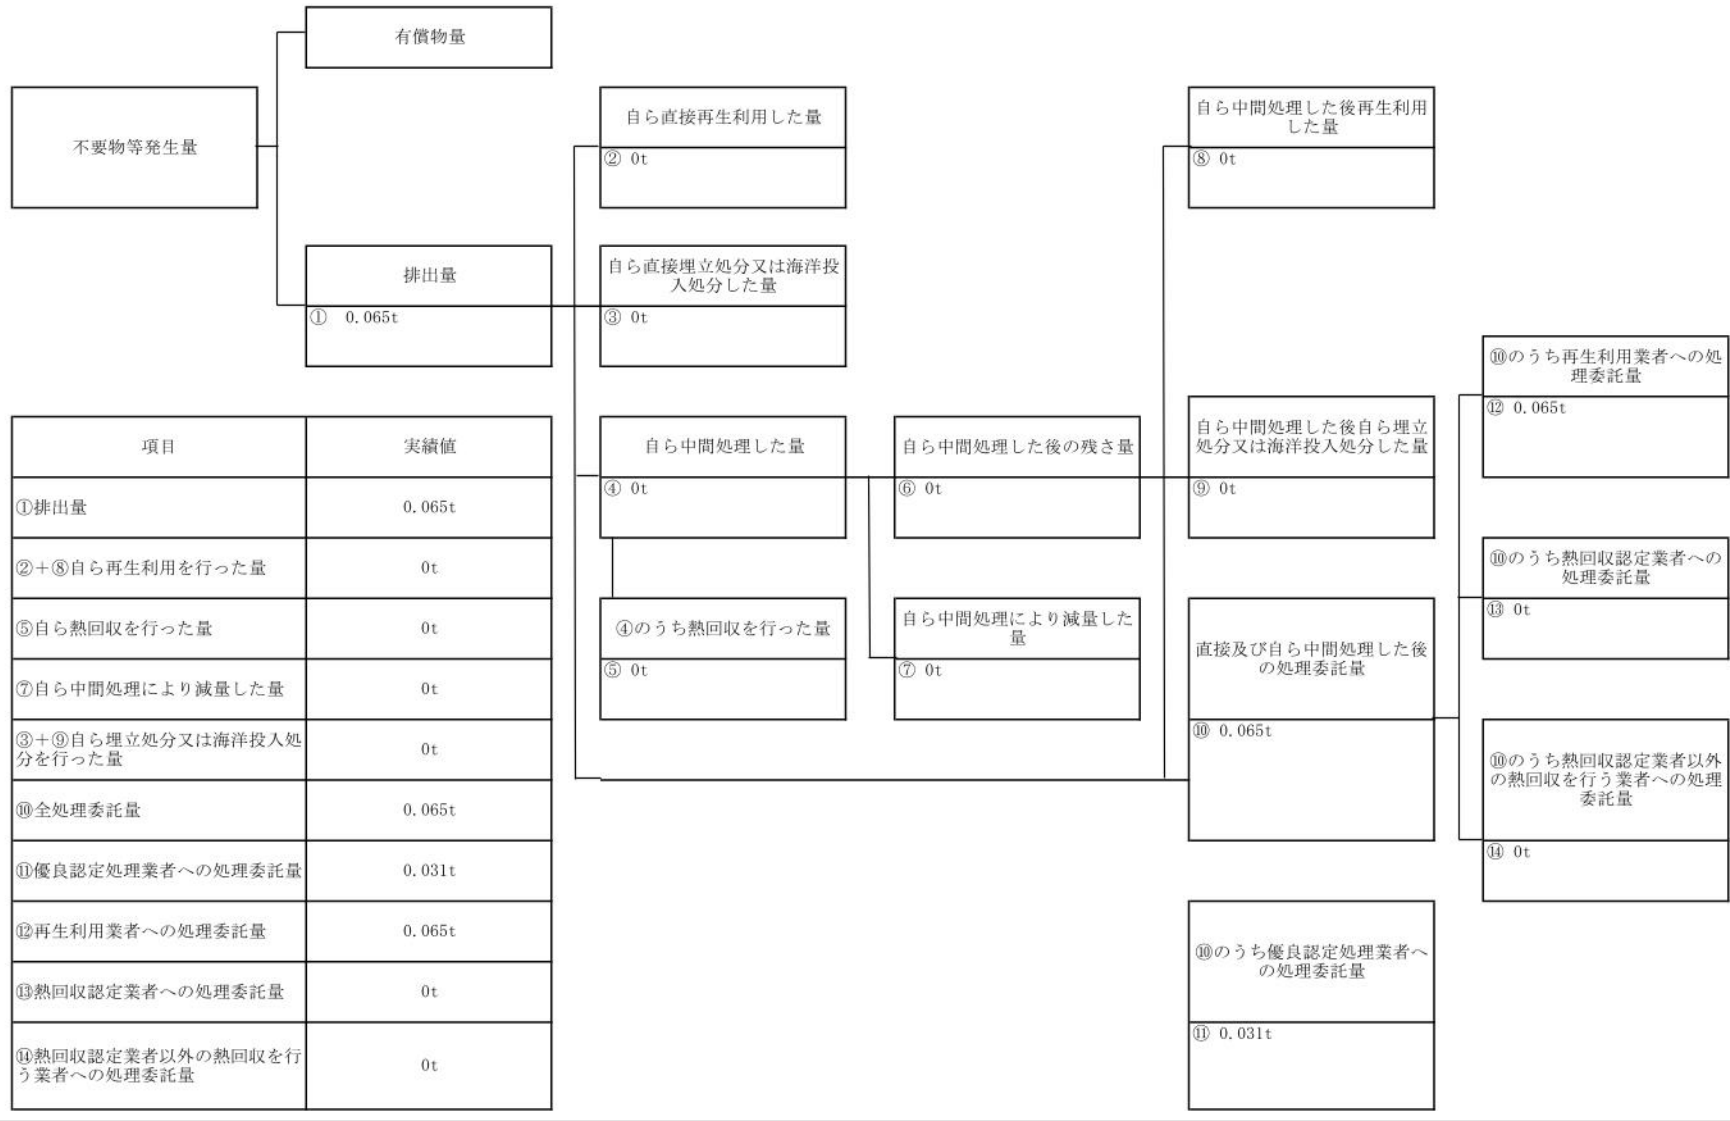 有償物量
不要物等発生量
排出量
① 0.065t
自ら直接再生利用した量
② 0t
自ら直接埋立処分又は海洋投
入処分した量
③ 0t
自ら中間処理した量
④ 0t
④のうち熱回収を行った量
⑤ 0t
自ら中間処理した後の残さ量
⑥ 0t
自ら中間処理により減量した
量
⑦ 0t
自ら中間処理した後再生利用
した量
⑧ 0t
自ら中間処理した後自ら埋立
処分又は海洋投入処分した量
⑨ 0t
直接及び自ら中間処理した後
の処理委託量
⑩ 0.065t
⑩のうち優良認定処理業者へ
の処理委託量
⑪ 0.031t
⑩のうち再生利用業者への処
理委託量
⑫ 0.065t
⑩のうち熱回収認定業者への
処理委託量
⑬ 0t
⑩のうち熱回収認定業者以外
の熱回収を行う業者への処理
委託量
⑭ 0t
項目 実績値
①排出量 0.065t
②+⑧自ら再生利用を行った量 0t
⑤自ら熱回収を行った量 0t
⑦自ら中間処理により減量した量 0t
③+⑨自ら埋立処分又は海洋投入処
分を行った量 0t
⑩全処理委託量 0.065t
⑪優良認定処理業者への処理委託量 0.031t
⑫再生利用業者への処理委託量 0.065t
⑬熱回収認定業者への処理委託量 0t
⑭熱回収認定業者以外の熱回収を行
う業者への処理委託量 0t